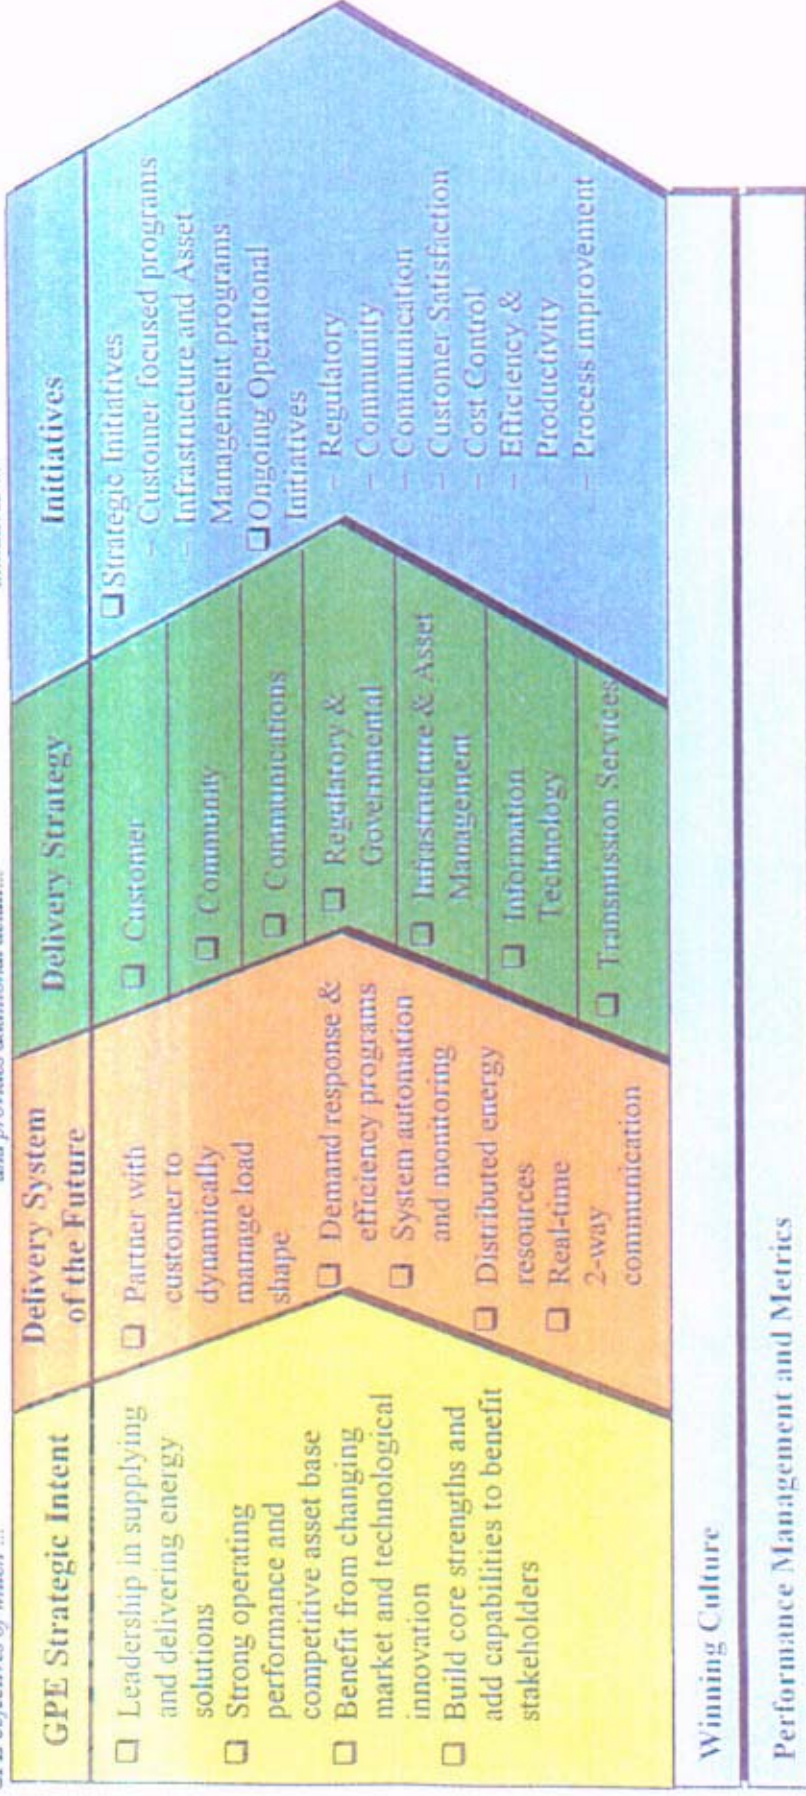 GPE Strategic Intent
❑ Leadership in supplying
and delivering energy
solutions
❑ Strong operating
performance and
competitive asset base
❑ Benefit from changing
market and technological
innovation
❑ Build core strengths and
add capabilities to benefit
stakeholders
Delivery System
of the Future
❑ Partner with
customer to
dynamically
manage load
shape
❑ Demand response &
efficiency programs
❑ System automation
and monitoring
❑ Distributed energy
resources
❑ Real-time
2-way
communication
Delivery Strategy
❑ Customer
❑ Community
❑ Communications
❑ Regulatory &
Governmental
❑ Infrastructure & Asset
Management
❑ Information
Technology
❑ Transmission Services
Initiatives
❑ Strategic Initiatives
– Customer focused programs
– Infrastructure and Asset
Management programs
❑ Ongoing Operational
Initiatives
– Regulatory
– Community
– Communication
– Customer Satisfaction
– Cost Control
– Efficiency &
Productivity
– Process Improvement
Winning Culture
Performance Management and Metrics